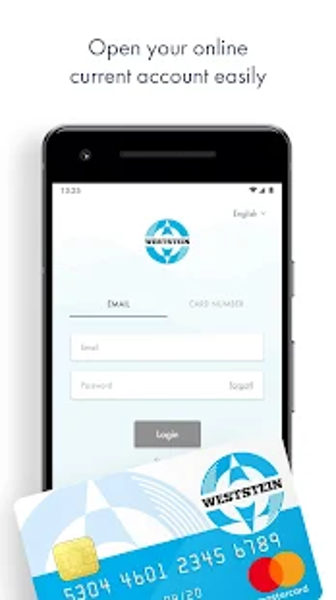 Open your online
current account easily
13:25
English
WESTSTEIN
EMAIL
CARD NUMBER
Email
Password
forgot?
Login
WESTSTEIN
5304 4601 2345 6789
08/20
mastercard